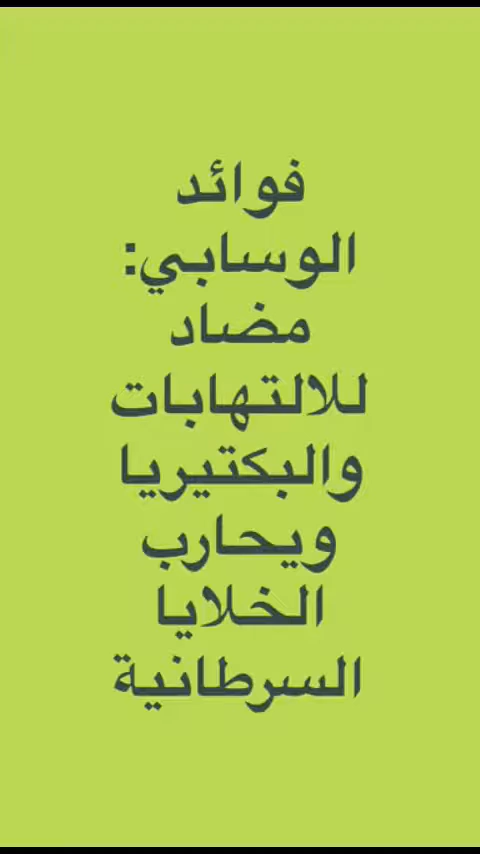 فوائد
الوسابي:
مضاد
للالتهابات
والبكتيريا
ويحارب
الخلايا
السرطانية